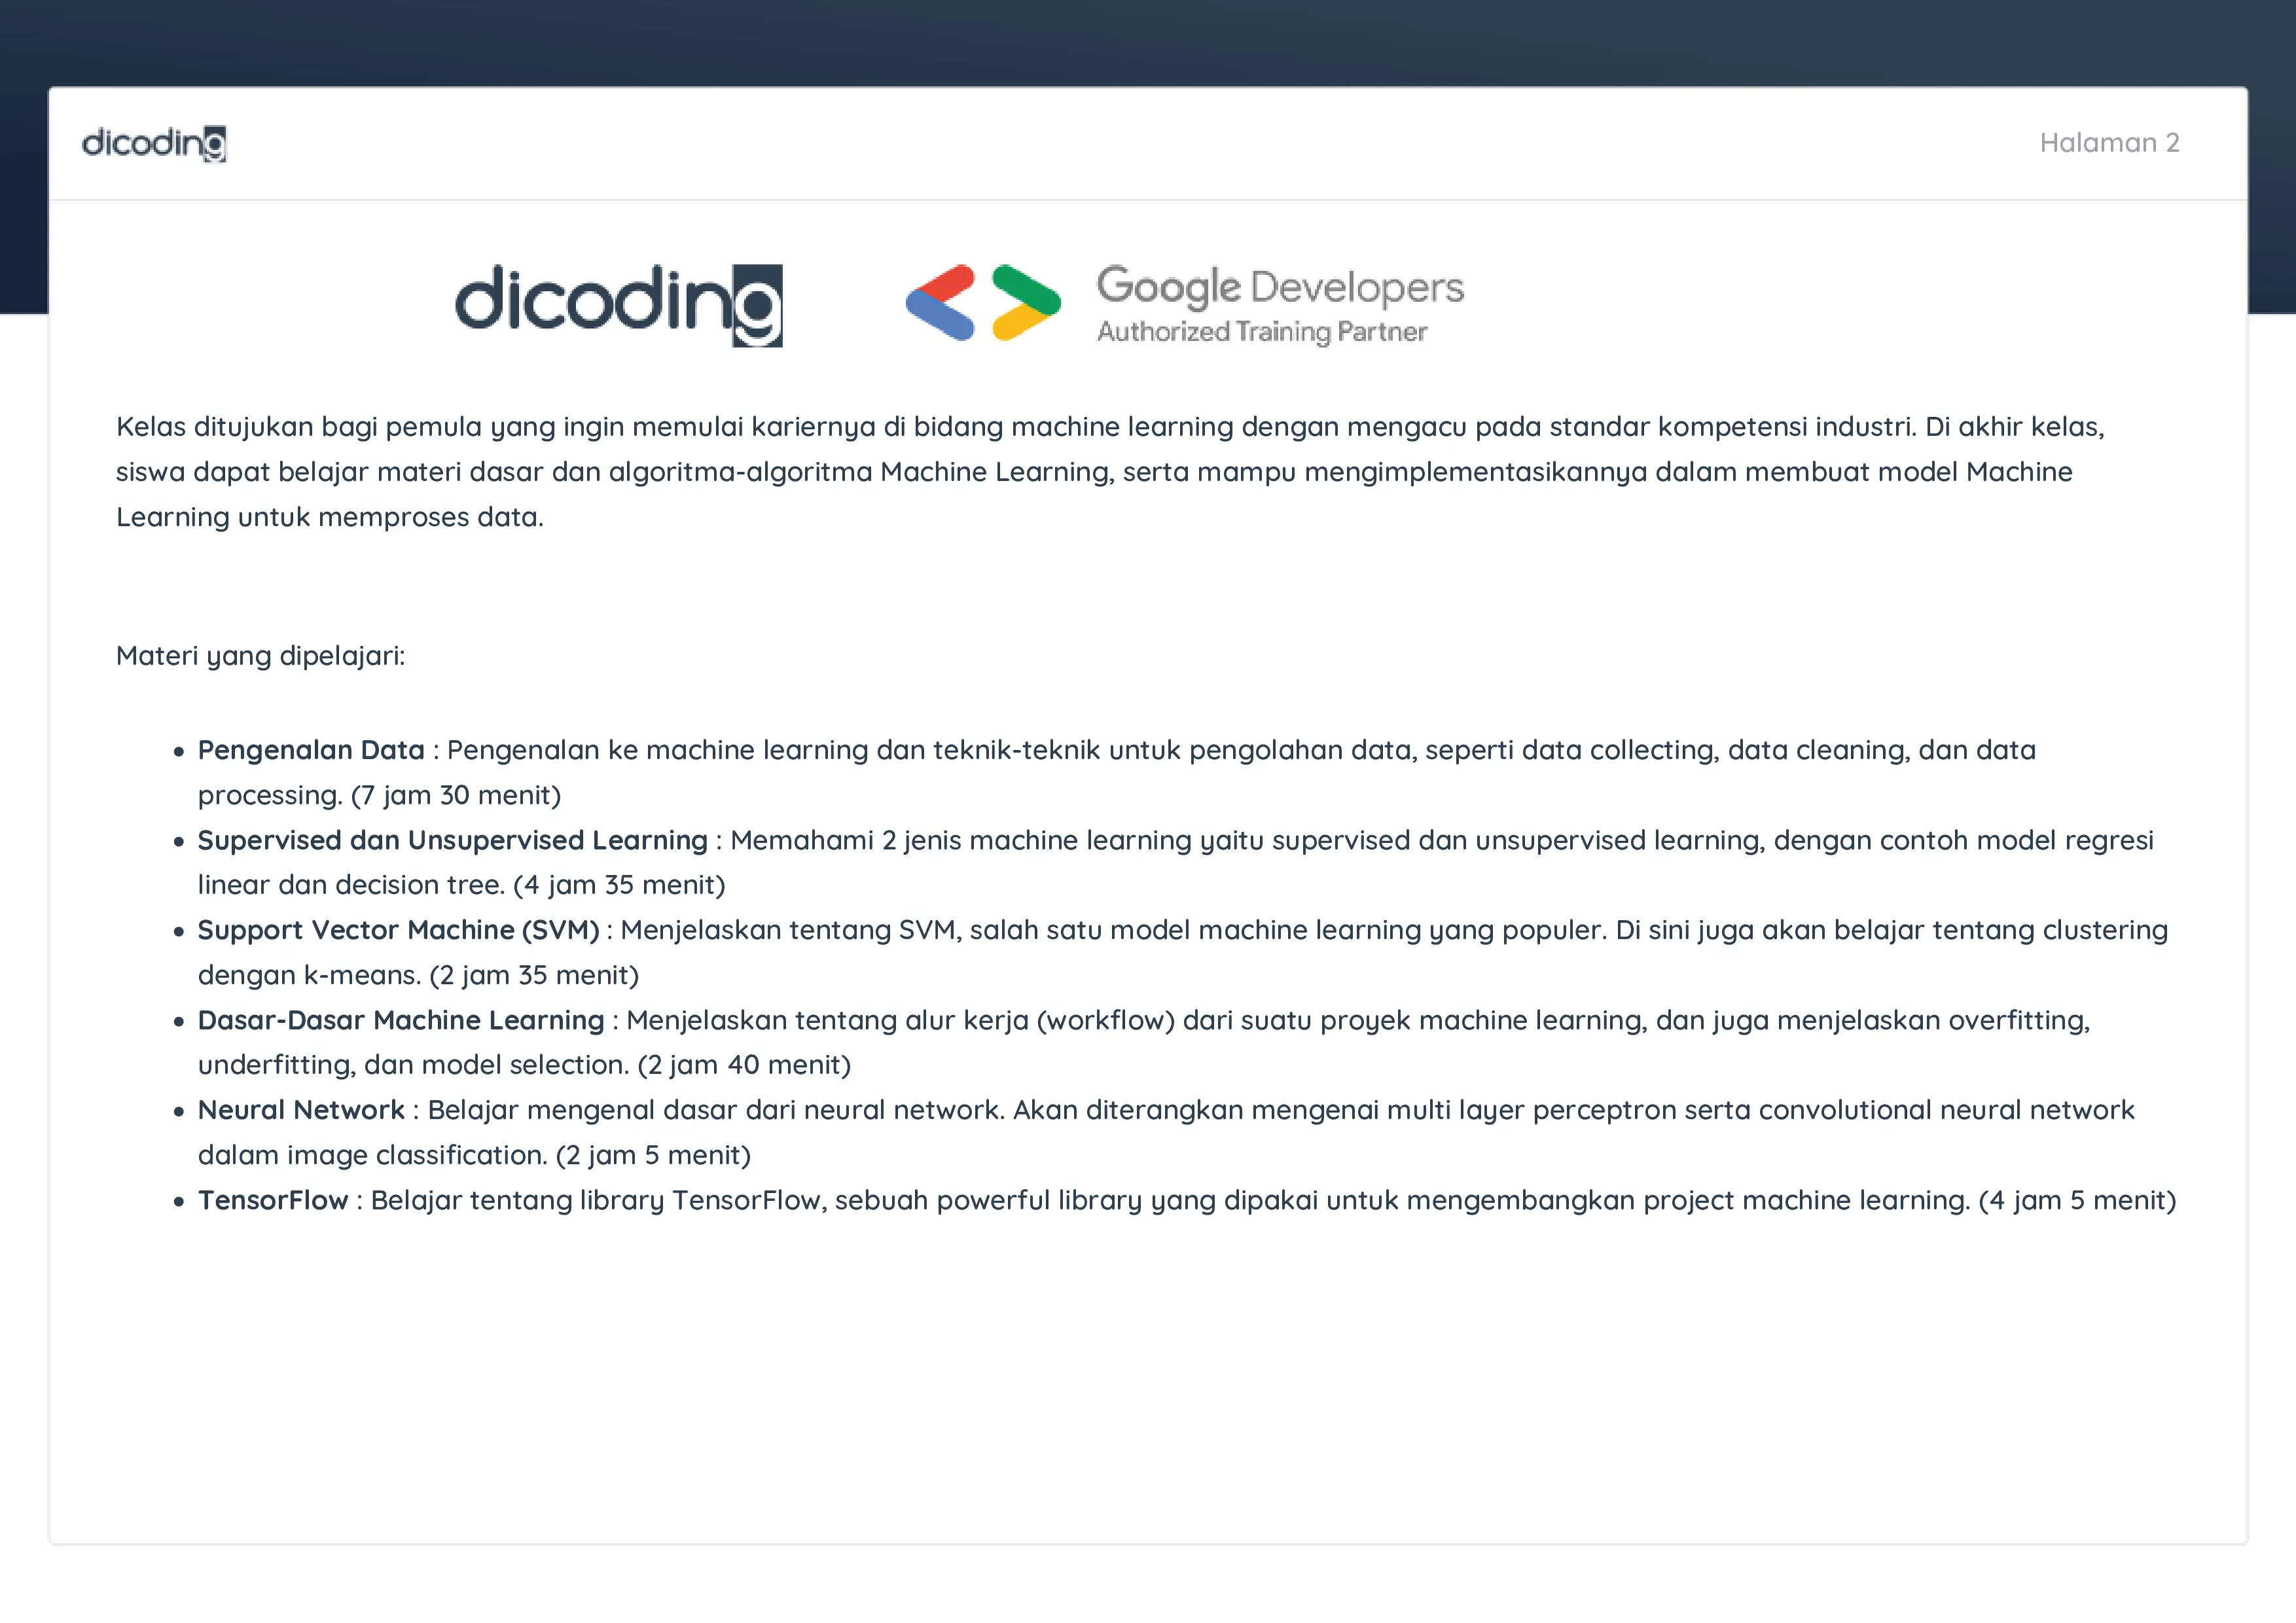 dicoding
Halaman 2
dicoding
Google Developers
Authorized Training Partner
Kelas ditujukan bagi pemula yang ingin memulai kariernya di bidang machine learning dengan mengacu pada standar kompetensi industri. Di akhir kelas,
siswa dapat belajar materi dasar dan algoritma-algoritma Machine Learning, serta mampu mengimplementasikannya dalam membuat model Machine
Learning untuk memproses data.
Materi yang dipelajari:
• Pengenalan Data : Pengenalan ke machine learning dan teknik-teknik untuk pengolahan data, seperti data collecting, data cleaning, dan data
processing. (7 jam 30 menit)
• Supervised dan Unsupervised Learning : Memahami 2 jenis machine learning yaitu supervised dan unsupervised learning, dengan contoh model regresi
linear dan decision tree. (4 jam 35 menit)
• Support Vector Machine (SVM) : Menjelaskan tentang SVM, salah satu model machine learning yang populer. Di sini juga akan belajar tentang clustering
dengan k-means. (2 jam 35 menit)
• Dasar-Dasar Machine Learning : Menjelaskan tentang alur kerja (workflow) dari suatu proyek machine learning, dan juga menjelaskan overfitting,
underfitting, dan model selection. (2 jam 40 menit)
• Neural Network : Belajar mengenal dasar dari neural network. Akan diterangkan mengenai multi layer perceptron serta convolutional neural network
dalam image classification. (2 jam 5 menit)
• TensorFlow : Belajar tentang library TensorFlow, sebuah powerful library yang dipakai untuk mengembangkan project machine learning. (4 jam 5 menit)